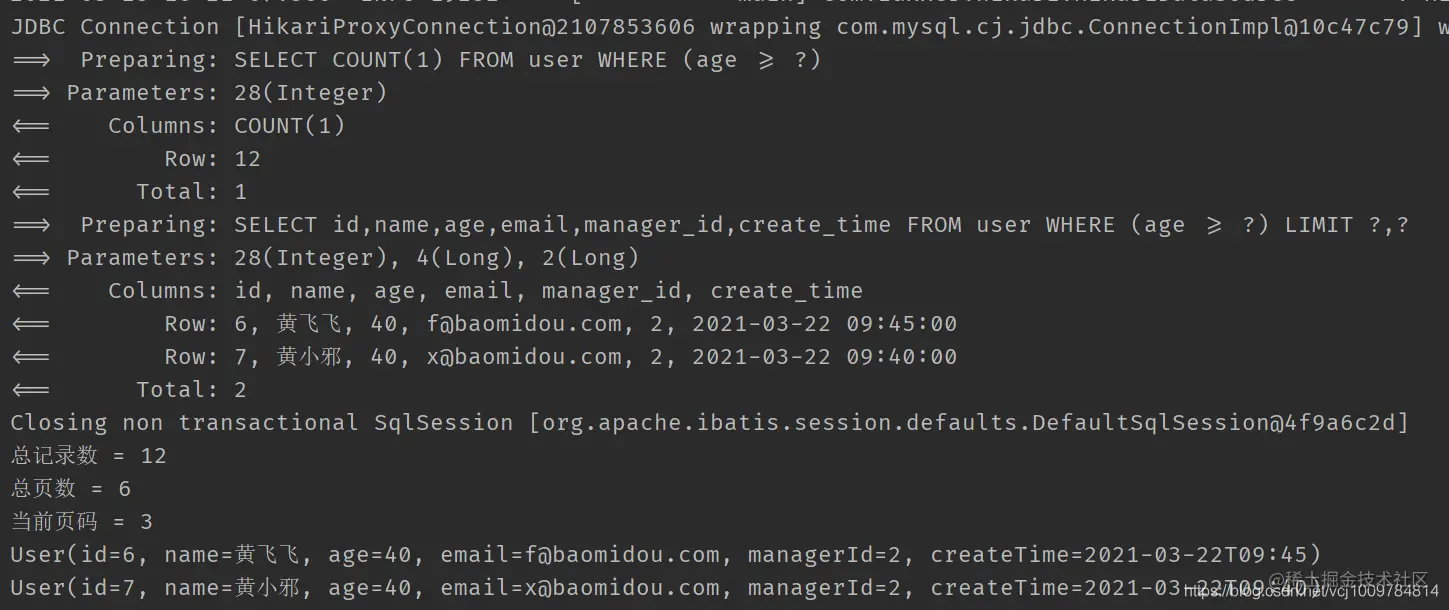 JDBC Connection [HikariProxyConnection@2107853606 wrapping com.mysql.cj.jdbc.ConnectionImpl@10c47c79] w
==>  Preparing: SELECT COUNT(1) FROM user WHERE (age >= ?)
==> Parameters: 28(Integer)
<==    Columns: COUNT(1)
<==        Row: 12
<==      Total: 1
==>  Preparing: SELECT id,name,age,email,manager_id,create_time FROM user WHERE (age >= ?) LIMIT ?,?
==> Parameters: 28(Integer), 4(Long), 2(Long)
<==    Columns: id, name, age, email, manager_id, create_time
<==        Row: 6, 黄飞飞, 40, f@baomidou.com, 2, 2021-03-22 09:45:00
<==        Row: 7, 黄小邪, 40, x@baomidou.com, 2, 2021-03-22 09:40:00
<==      Total: 2
Closing non transactional SqlSession [org.apache.ibatis.session.defaults.DefaultSqlSession@4f9a6c2d]
总记录数 = 12
总页数 = 6
当前页码 = 3
User(id=6, name=黄飞飞, age=40, email=f@baomidou.com, managerId=2, createTime=2021-03-22T09:45)
User(id=7, name=黄小邪, age=40, email=x@baomidou.com, managerId=2, createTime=2021-03-22T09:40)
@稀土掘金技术社区
https://blog.csdn.net/vcj1009784814